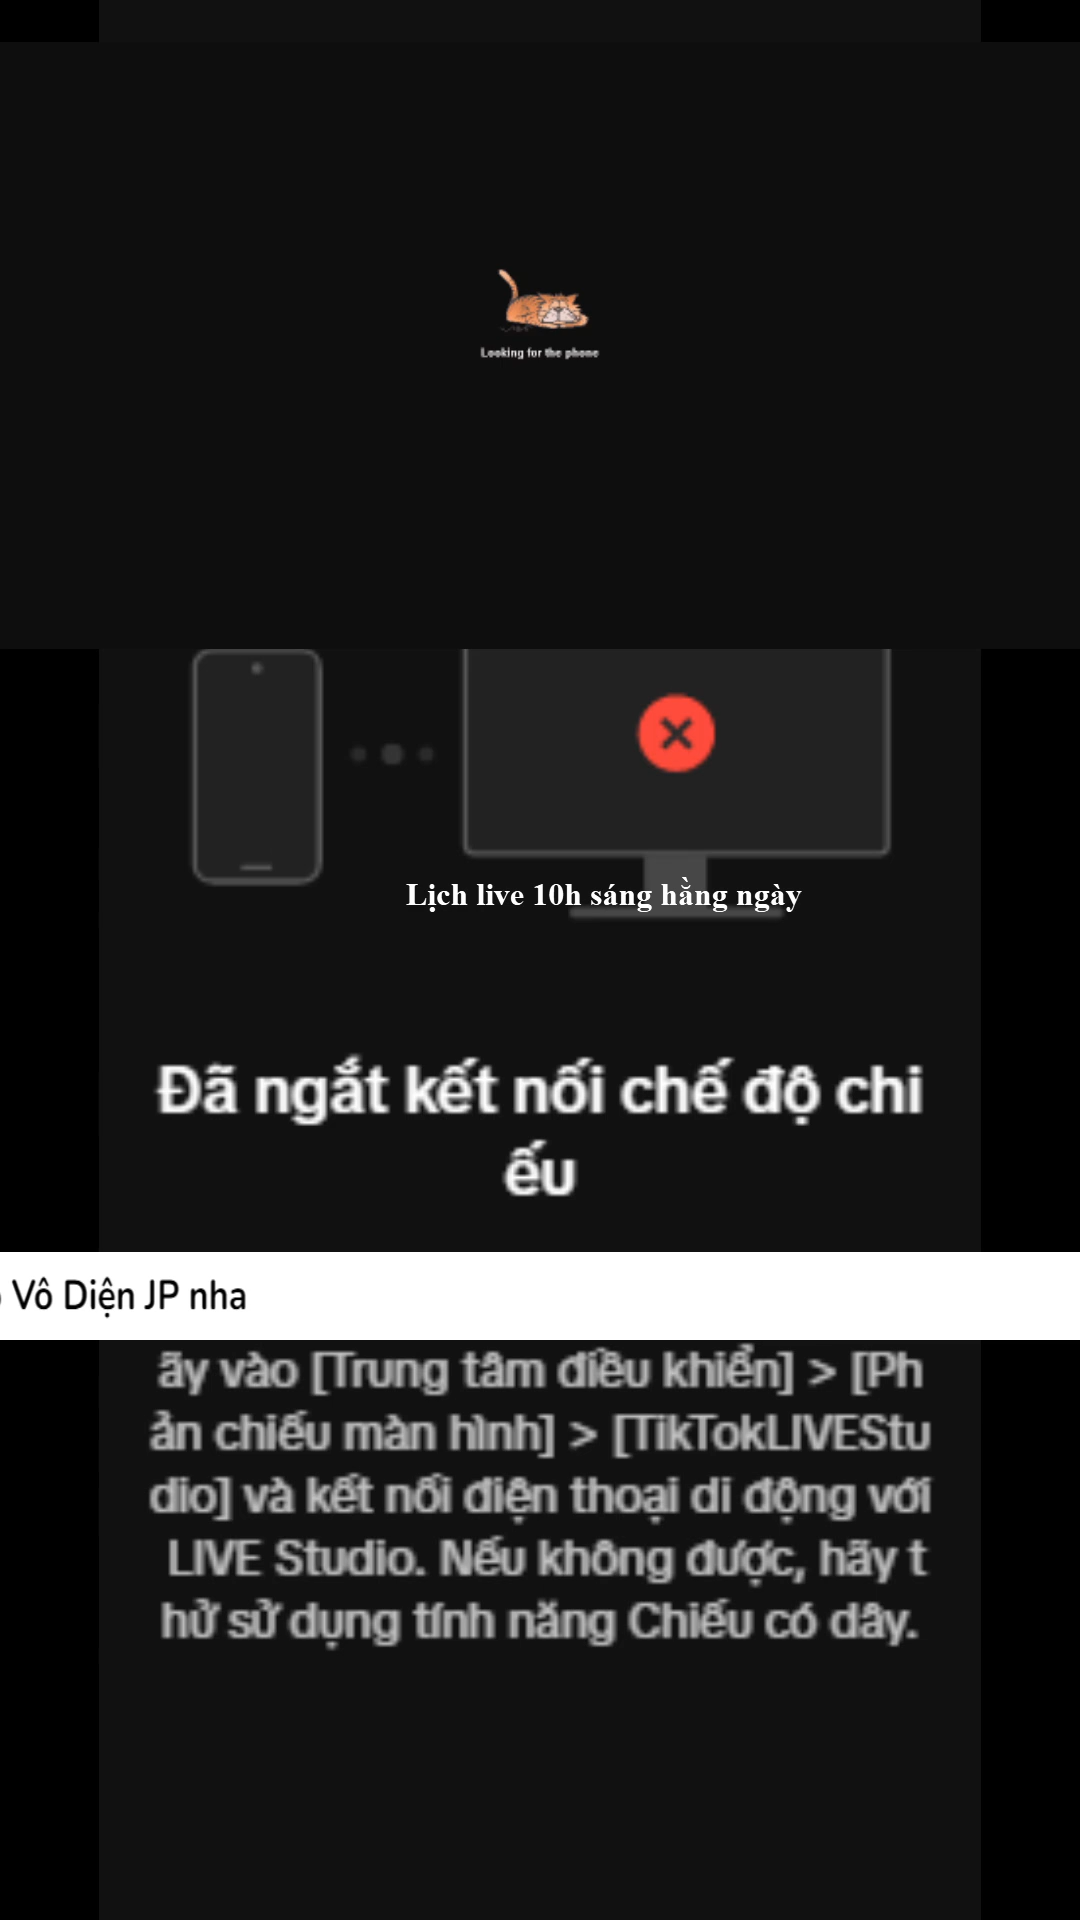 Looking for the phone
Lịch live 10h sáng hằng ngày
Đã ngắt kết nối chế độ chi
ếu
Vô Diện JP nha
ãy vào [Trung tâm điều khiển] > [Ph
ản chiếu màn hình] > [TikTokLIVEStu
dio] và kết nối điện thoại di động với
LIVE Studio. Nếu không được, hãy t
hử sử dụng tính năng Chiếu có dây.